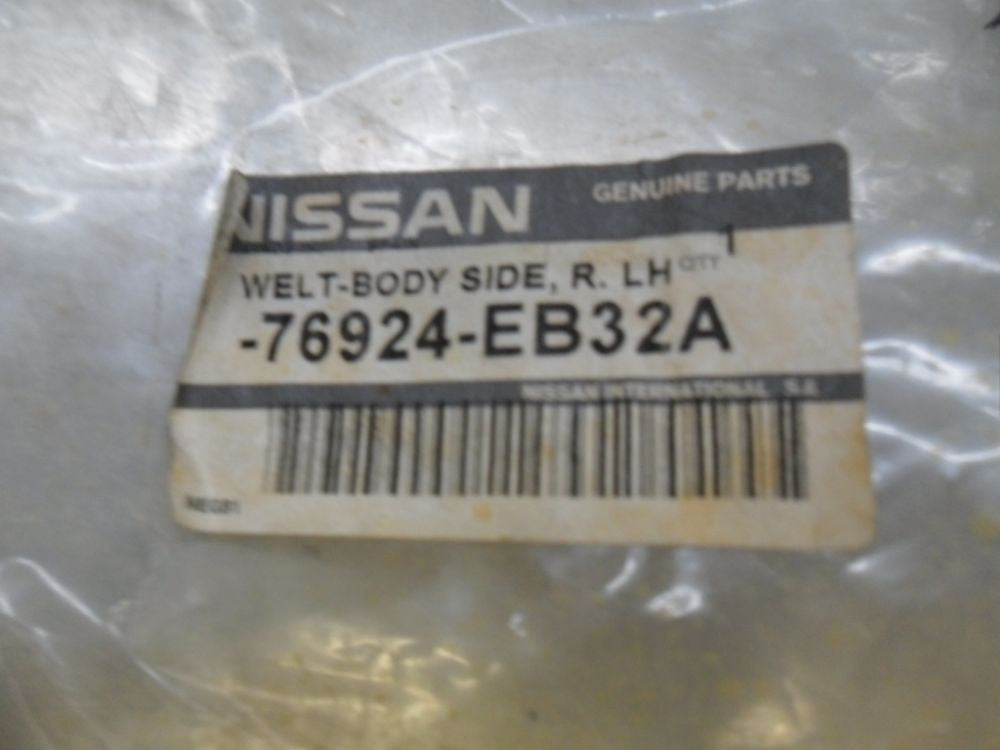 NISSAN GENUINE PARTS
WELT-BODY SIDE, R. LH QTY 1
-76924-EB32A
NISSAN INTERNATIONAL S.A.